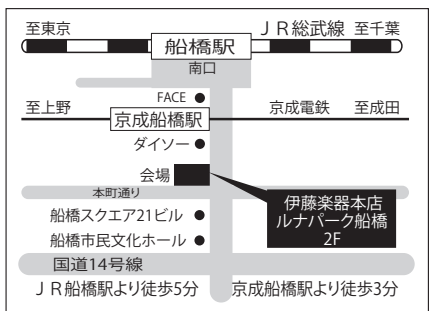 至東京
ＪＲ総武線 至千葉
船橋駅
南口
FACE
至上野
京成電鉄
至成田
京成船橋駅
ダイソー
会場
本町通り
伊藤楽器本店
ルナパーク船橋
2F
船橋スクエア21ビル
船橋市民文化ホール
国道14号線
ＪＲ船橋駅より徒歩5分
京成船橋駅より徒歩3分